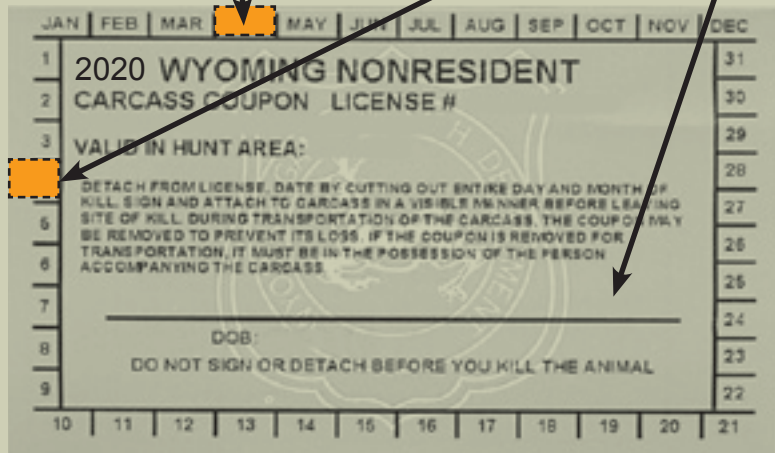 JAN FEB MAR MAY JUN JUL AUG SEP OCT NOV DEC
1 31
2020 WYOMING NONRESIDENT
2 30
CARCASS COUPON LICENSE #
3 29
VALID IN HUNT AREA:
28
DETACH FROM LICENSE, DATE BY CUTTING OUT ENTIRE DAY AND MONTH OF
KILL, SIGN AND ATTACH TO CARCASS IN A VISIBLE MANNER BEFORE LEAVING
5 27
SITE OF KILL. DURING TRANSPORTATION OF THE CARCASS, THE COUPON MAY
BE REMOVED TO PREVENT ITS LOSS. IF THE COUPON IS REMOVED FOR
26
TRANSPORTATION, IT MUST BE IN THE POSSESSION OF THE PERSON
6
ACCOMPANYING THE CARCASS.
25
7 24
DOB:
8 23
DO NOT SIGN OR DETACH BEFORE YOU KILL THE ANIMAL
9 22
10 11 12 13 14 15 16 17 18 19 20 21